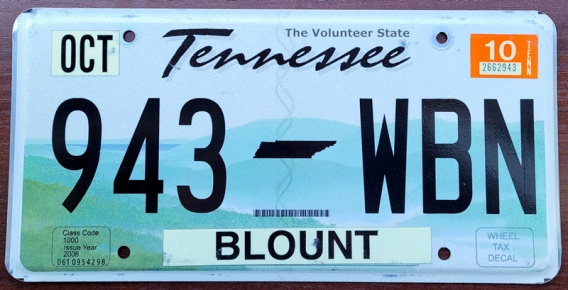 OCT
The Volunteer State
Tennessee
10
TENN
2662943
943 WBN
Class Code
1000
Issue Year
2006
0610954298
BLOUNT
WHEEL
TAX
DECAL